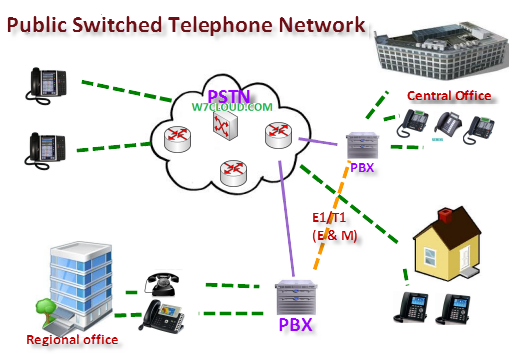 Public Switched Telephone Network
PSTN
W7CLOUD.COM
Central Office
PBX
E1/T1
(E & M)
PBX
Regional office